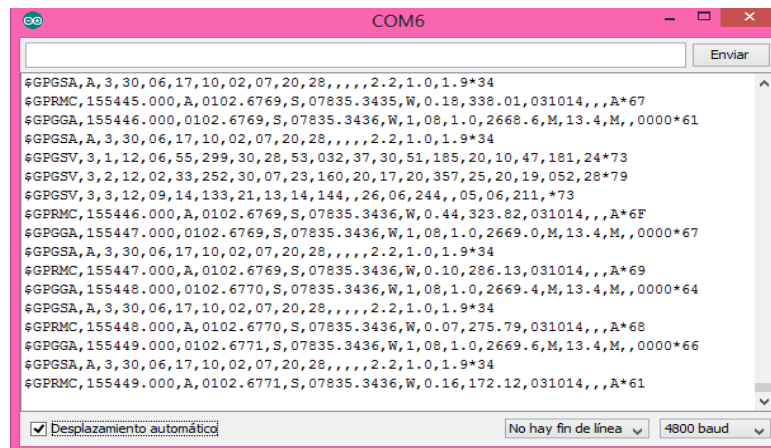 COM6
Enviar
$GPGSA,A,3,30,06,17,10,02,07,20,28,,,,,2.2,1.0,1.9*34
$GPRMC,155445.000,A,0102.6769,S,07835.3435,W,0.18,338.01,031014,,,A*67
$GPGGA,155446.000,0102.6769,S,07835.3436,W,1,08,1.0,2668.6,M,13.4,M,,0000*61
$GPGSA,A,3,30,06,17,10,02,07,20,28,,,,,2.2,1.0,1.9*34
$GPGSV,3,1,12,06,55,299,30,28,53,032,37,30,51,185,20,10,47,181,24*73
$GPGSV,3,2,12,02,33,252,30,07,23,160,20,17,20,357,25,20,19,052,28*79
$GPGSV,3,3,12,09,14,133,21,13,14,144,,26,06,244,,05,06,211,*73
$GPRMC,155446.000,A,0102.6769,S,07835.3436,W,0.44,323.82,031014,,,A*6F
$GPGGA,155447.000,0102.6769,S,07835.3436,W,1,08,1.0,2669.0,M,13.4,M,,0000*67
$GPGSA,A,3,30,06,17,10,02,07,20,28,,,,,2.2,1.0,1.9*34
$GPRMC,155447.000,A,0102.6769,S,07835.3436,W,0.10,286.13,031014,,,A*69
$GPGGA,155448.000,0102.6770,S,07835.3436,W,1,08,1.0,2669.4,M,13.4,M,,0000*64
$GPGSA,A,3,30,06,17,10,02,07,20,28,,,,,2.2,1.0,1.9*34
$GPRMC,155448.000,A,0102.6770,S,07835.3436,W,0.07,275.79,031014,,,A*68
$GPGGA,155449.000,0102.6771,S,07835.3436,W,1,08,1.0,2669.6,M,13.4,M,,0000*66
$GPGSA,A,3,30,06,17,10,02,07,20,28,,,,,2.2,1.0,1.9*34
$GPRMC,155449.000,A,0102.6771,S,07835.3436,W,0.16,172.12,031014,,,A*61
Desplazamiento automático No hay fin de línea 4800 baud